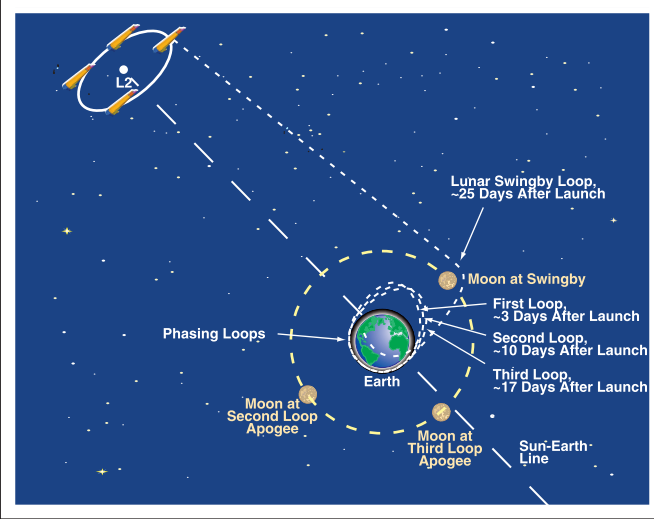 L2
Lunar Swingby Loop,
~25 Days After Launch
Moon at Swingby
First Loop,
~3 Days After Launch
Second Loop,
~10 Days After Launch
Third Loop,
~17 Days After Launch
Phasing Loops
Earth
Moon at
Second Loop
Apogee
Moon at
Third Loop
Apogee
Sun-Earth
Line